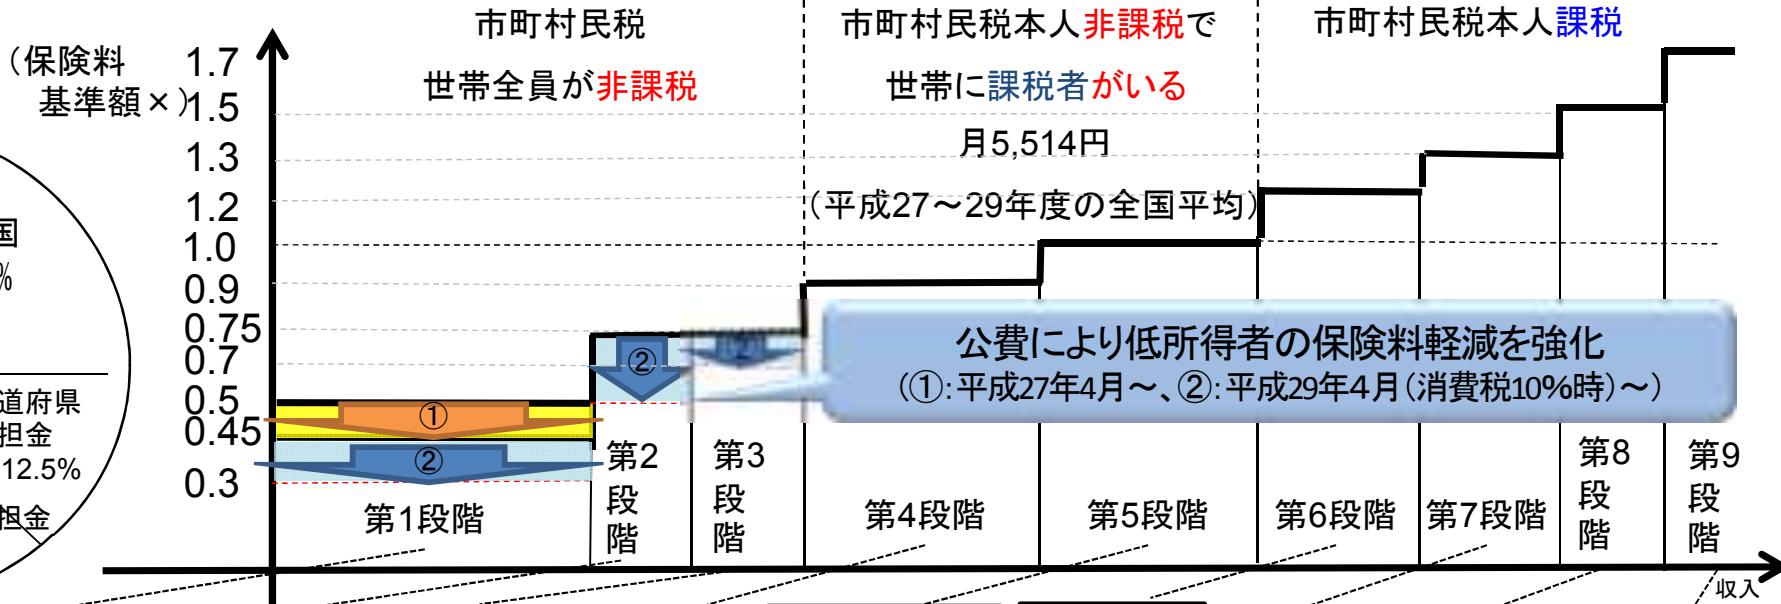 市町村民税
世帯全員が非課税
市町村民税本人非課税で
世帯に課税者がいる
市町村民税本人課税
(保険料
基準額×)
1.7
1.5
1.3
1.2
1.0
0.9
0.75
0.7
0.5
0.45
0.3
月5,514円
(平成27～29年度の全国平均)
公費により低所得者の保険料軽減を強化
(①:平成27年4月～、②:平成29年4月(消費税10%時)～)
①
②
②
②
第1段階
第2段階
第3段階
第4段階
第5段階
第6段階
第7段階
第8段階
第9段階
収入
国
%
道府県
担金
12.5%
担金